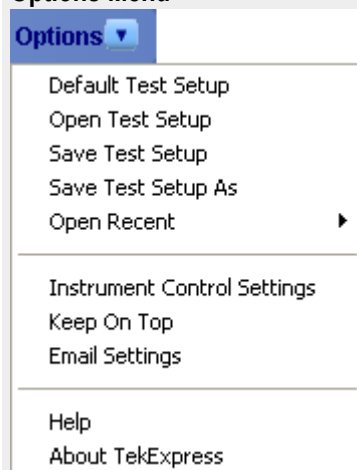 Options Menu
Options
Default Test Setup
Open Test Setup
Save Test Setup
Save Test Setup As
Open Recent
Instrument Control Settings
Keep On Top
Email Settings
Help
About TekExpress